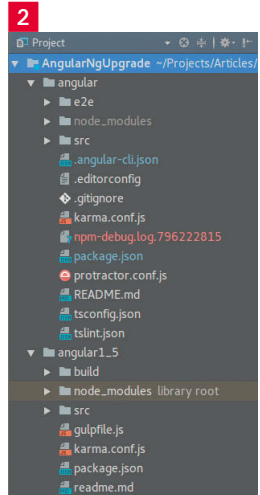 2
Project
AngularNgUpgrade ~/Projects/Articles/
angular
e2e
node_modules
src
.angular-cli.json
.editorconfig
.gitignore
karma.conf.js
npm-debug.log.796222815
package.json
protractor.conf.js
README.md
tsconfig.json
tslint.json
angular1_5
build
node_modules library root
src
gulpfile.js
karma.conf.js
package.json
readme.md